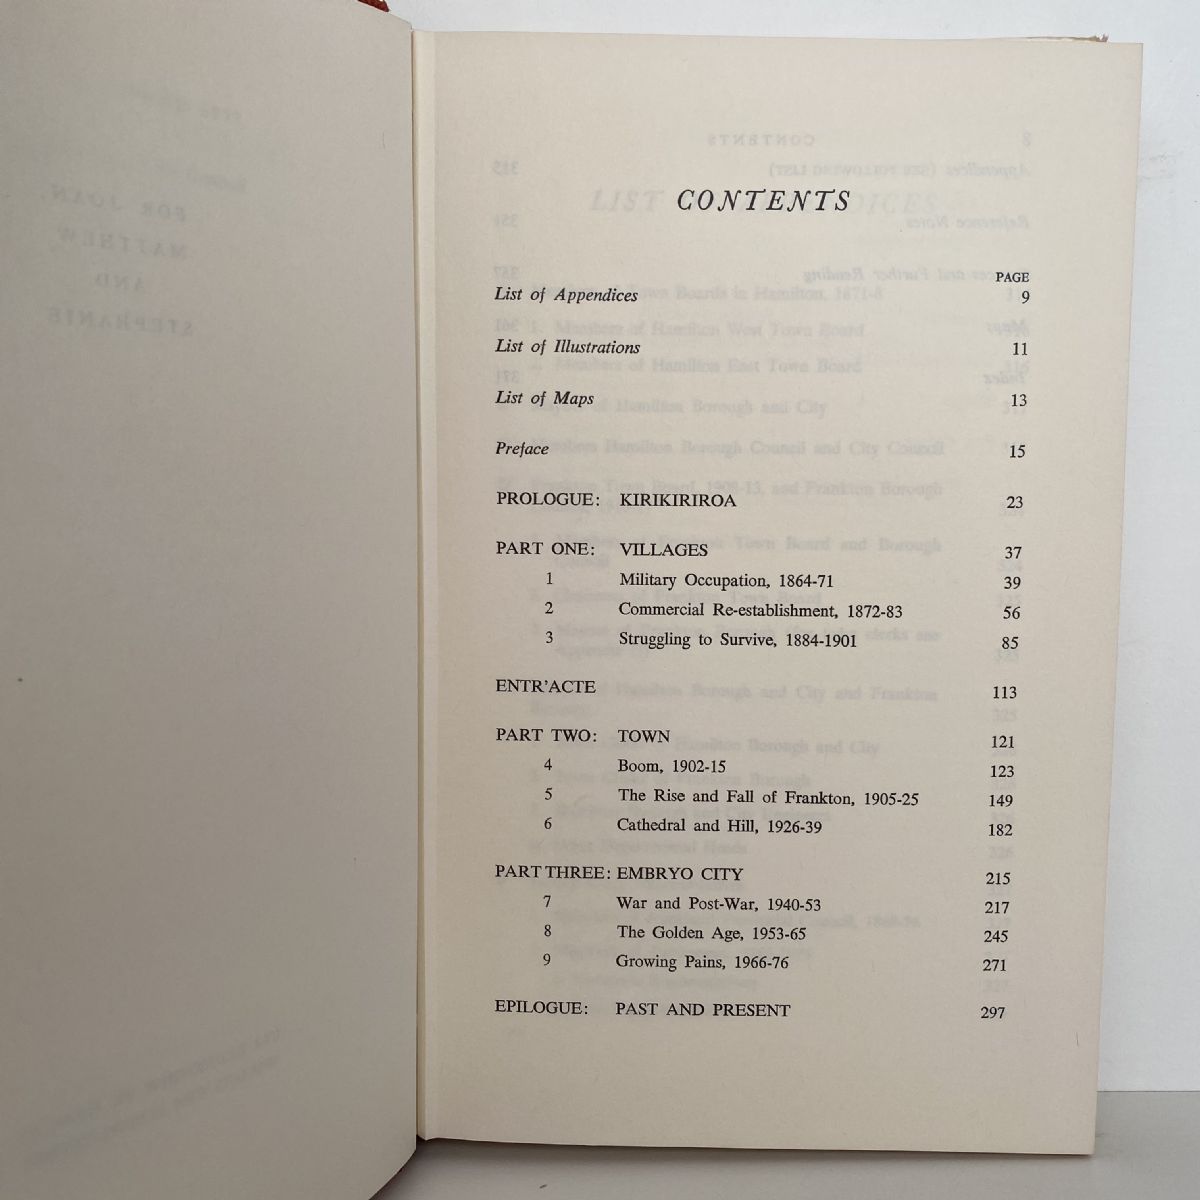 FOR JOAN,
MATTHEW
AND
STEPHANIE
CONTENTS
PAGE
List of Appendices 9
List of Illustrations 11
List of Maps 13
Preface 15
PROLOGUE: KIRIKIRIROA 23
PART ONE: VILLAGES 37
1 Military Occupation, 1864-71 39
2 Commercial Re-establishment, 1872-83 56
3 Struggling to Survive, 1884-1901 85
ENTR'ACTE 113
PART TWO: TOWN 121
4 Boom, 1902-15 123
5 The Rise and Fall of Frankton, 1905-25 149
6 Cathedral and Hill, 1926-39 182
PART THREE: EMBRYO CITY 215
7 War and Post-War, 1940-53 217
8 The Golden Age, 1953-65 245
9 Growing Pains, 1966-76 271
EPILOGUE: PAST AND PRESENT 297